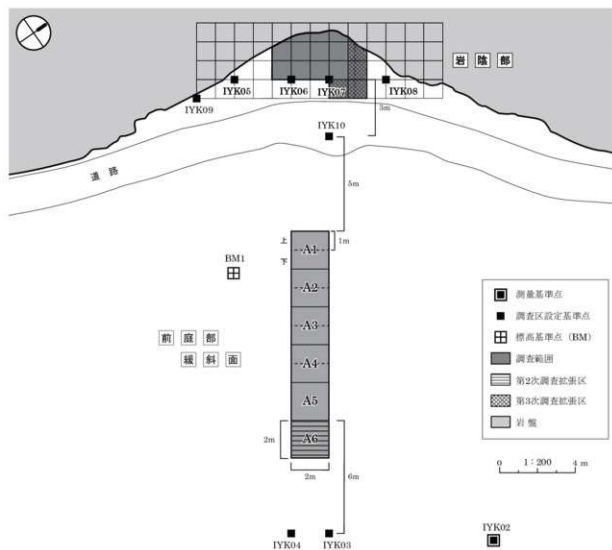 岩陰部
IYK05
IYK06
IYK07
IYK08
IYK09
3m
IYK10
道路
5m
上
下
1m
A1
BM1
A2
A3
前庭部
緩斜面
A4
A5
A6
2m
2m
6m
IYK04
IYK03
IYK02
測量基準点
調査区設定基準点
標高基準点（BM）
調査範囲
第2次調査拡張区
第3次調査拡張区
岩盤
0 1:200 4 m